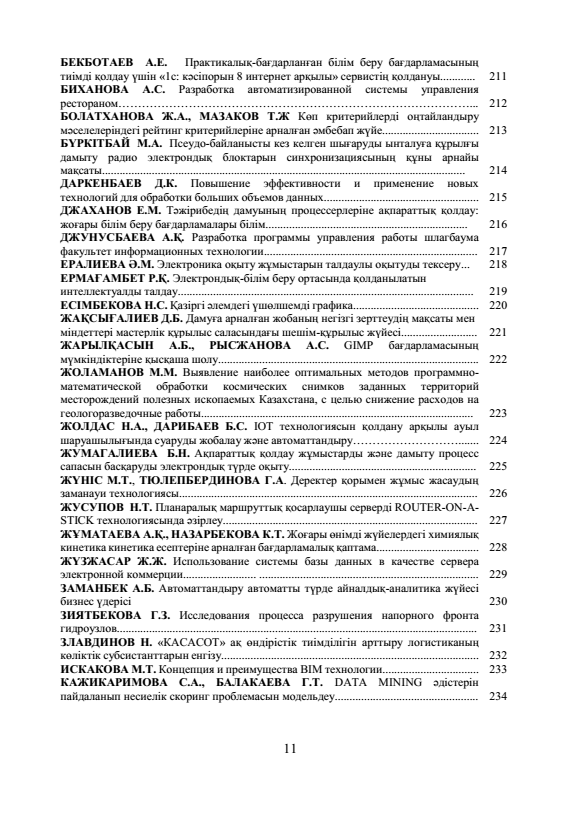 БЕКБОТАЕВ А.Е. Практикалық-бағдарланған білім беру бағдарламасының
тиімді қолдау үшін «1с: кәсіпорын 8 интернет арқылы» сервистің қолдануы............ 211
БИХАНОВА А.С. Разработка автоматизированной системы управления
рестораном……………………………………………………………………………... 212
БОЛАТХАНОВА Ж.А., МАЗАКОВ Т.Ж Көп критерийлерді оңтайландыру
мәселелеріндегі рейтинг критерийлеріне арналған әмбебап жүйе............................... 213
БҮРКІТБАЙ М.А. Псеудо-байланысты кез келген шығаруды ынталуға құрылғы
дамыту радио электрондық блоктарын синхронизациясының құны арнайы
мақсаты........................................................................................................................ 214
ДАРКЕНБАЕВ Д.К. Повышение эффективности и применение новых
технологий для обработки больших объемов данных.................................................. 215
ДЖАХАНОВ Е.М. Тәжірибедің дамуының процессерлеріне ақпараттық қолдау:
жоғары білім беру бағдарламалары білім.................................................................. 216
ДЖУНУСБАЕВА А.Қ. Разработка программы управления работы шлагбаума
факультет информационных технологии...................................................................... 217
ЕРАЛИЕВА Ә.М. Электроника оқыту жұмыстарын талдаулы оқытуды тексеру... 218
ЕРМАГАМБЕТ Р.Қ. Электрондық-білім беру ортасында қолданылатын
интеллектуалды талдау.................................................................................................. 219
ЕСІМБЕКОВА Н.С. Қазіргі әлемдегі үшөлшемді графика......................................... 220
ЖАҚСЫҒАЛИЕВ Д.Б. Дамуға арналған жобаның негізгі зерттеудің мақсаты мен
міндеттері мастерлік құрылыс саласындағы шешім-құрылыс жүйесі......................... 221
ЖАРЫЛҚАСЫН А.Б., РЫСЖАНОВА А.С. GIMP бағдарламасының
мүмкіндіктеріне қысқаша шолу..................................................................................... 222
ЖОЛАМАНОВ М.М. Выявление наиболее оптимальных методов программно-
математической обработки космических снимков заданных территорий
месторождений полезных ископаемых Казахстана, с целью снижение расходов на
геологоразведочные работы.......................................................................................... 223
ЖОЛДАС Н.А., ДАРИБАЕВ Б.С. IOT технологиясын қолдану арқылы ауыл
шаруашылығында суаруды жобалау және автоматтандыру……………………....... 224
ЖУМАГАЛИЕВА Б.Н. Ақпараттық қолдау жұмыстарды және дамыту процесс
сапасын басқаруды электрондық түрде оқыту.............................................................. 225
ЖҮНІС М.Т., ТЮЛЕПБЕРДИНОВА Г.А. Деректер қорымен жұмыс жасаудың
заманауи технологиясы.................................................................................................. 226
ЖУСУПОВ Н.Т. Планаралық маршруттық қосарлаушы серверді ROUTER-ON-A-
STICK технологиясында әзірлеу..................................................................................... 227
ЖҰМАТАЕВА А.Қ., НАЗАРБЕКОВА К.Т. Жоғары өнімді жүйелердегі химиялық
кинетика кинетика есептеріне арналған бағдарламалық қаптама.................................. 228
ЖҮЗЖАСАР Ж.Ж. Использование системы базы данных в качестве сервера
электронной коммерции........................ ........................................................................ 229
ЗАМАНБЕК А.Б. Автоматтандыру автоматты түрде айналдық-аналитика жүйесі
бизнес үдерісі 230
ЗИЯТБЕКОВА Г.З. Исследования процесса разрушения напорного фронта
гидроузлов....................................................................................................................... 231
ЗЛАВДИНОВ Н. «КАСАСОТ» ақ өндірістік тиімділігін арттыру логистиканың
көліктік субсистанттарын енгізу..................................................................................... 232
ИСКАКОВА М.Т. Концепция и преимущества BIM технологии................................ 233
КАЖИКАРИМОВА С.А., БАЛАКАЕВА Г.Т. DATA MINING әдістерін
пайдаланып несиелік скоринг проблемасын модельдеу................................................ 234
11